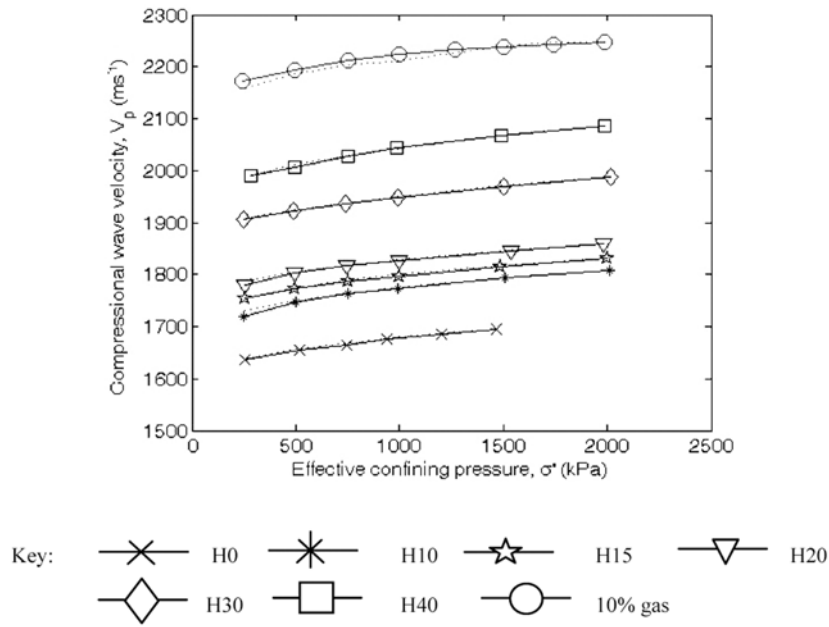 2300
2200
2100
2000
1900
1800
1700
1600
1500
Compressional wave velocity, Vp (ms⁻¹)
0 500 1000 1500 2000 2500
Effective confining pressure, σ' (kPa)
Key: H0 H10 H15 H20
H30 H40 10% gas